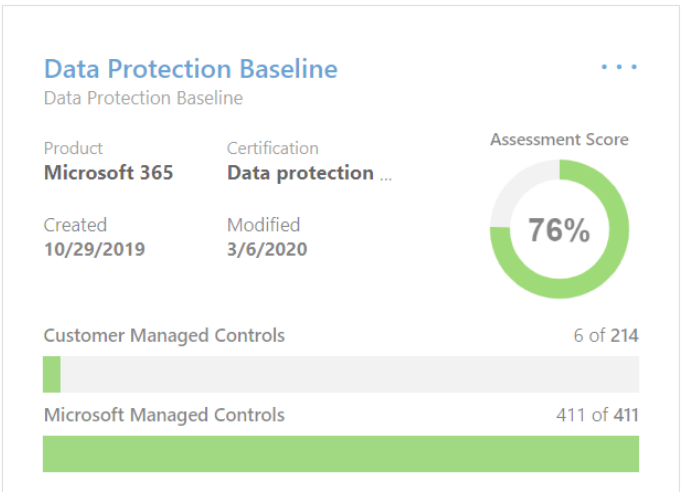 Data Protection Baseline
...
Data Protection Baseline
Product
Microsoft 365
Certification
Data protection ...
Assessment Score
76%
Created
10/29/2019
Modified
3/6/2020
Customer Managed Controls
6 of 214
Microsoft Managed Controls
411 of 411